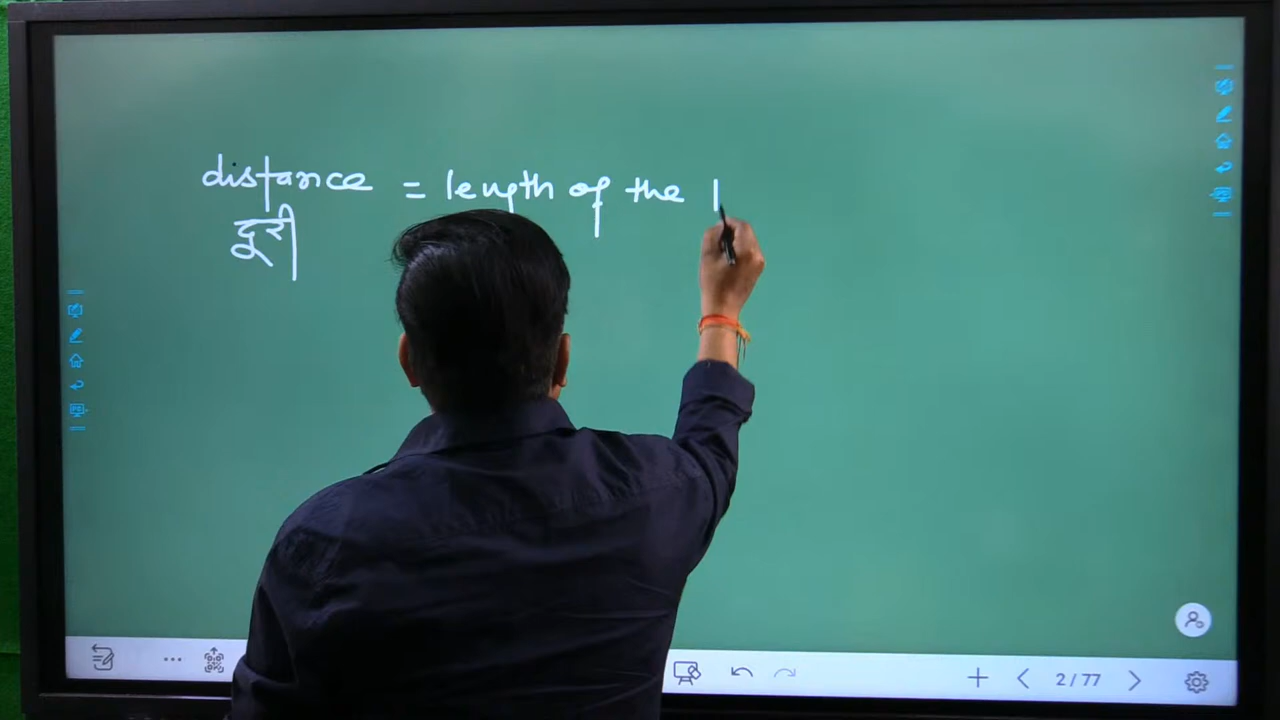 distance = length of the
दूरी
2/77